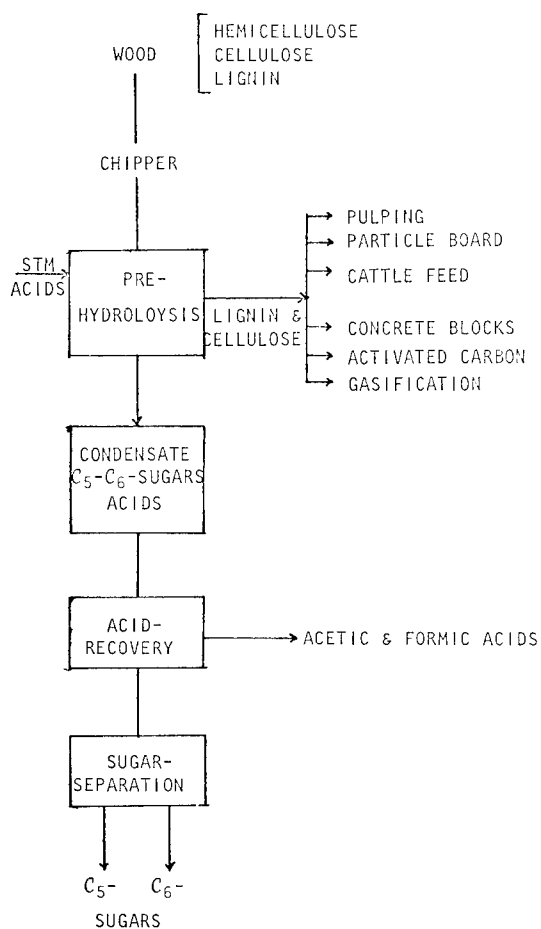 WOOD
HEMICELLULOSE
CELLULOSE
LIGNIN
CHIPPER
STM
ACIDS
PRE-
HYDROLOYSIS
LIGNIN &
CELLULOSE
PULPING
PARTICLE BOARD
CATTLE FEED
CONCRETE BLOCKS
ACTIVATED CARBON
GASIFICATION
CONDENSATE
C₅-C₆-SUGARS
ACIDS
ACID-
RECOVERY
ACETIC & FORMIC ACIDS
SUGAR-
SEPARATION
C₅- C₆-
SUGARS